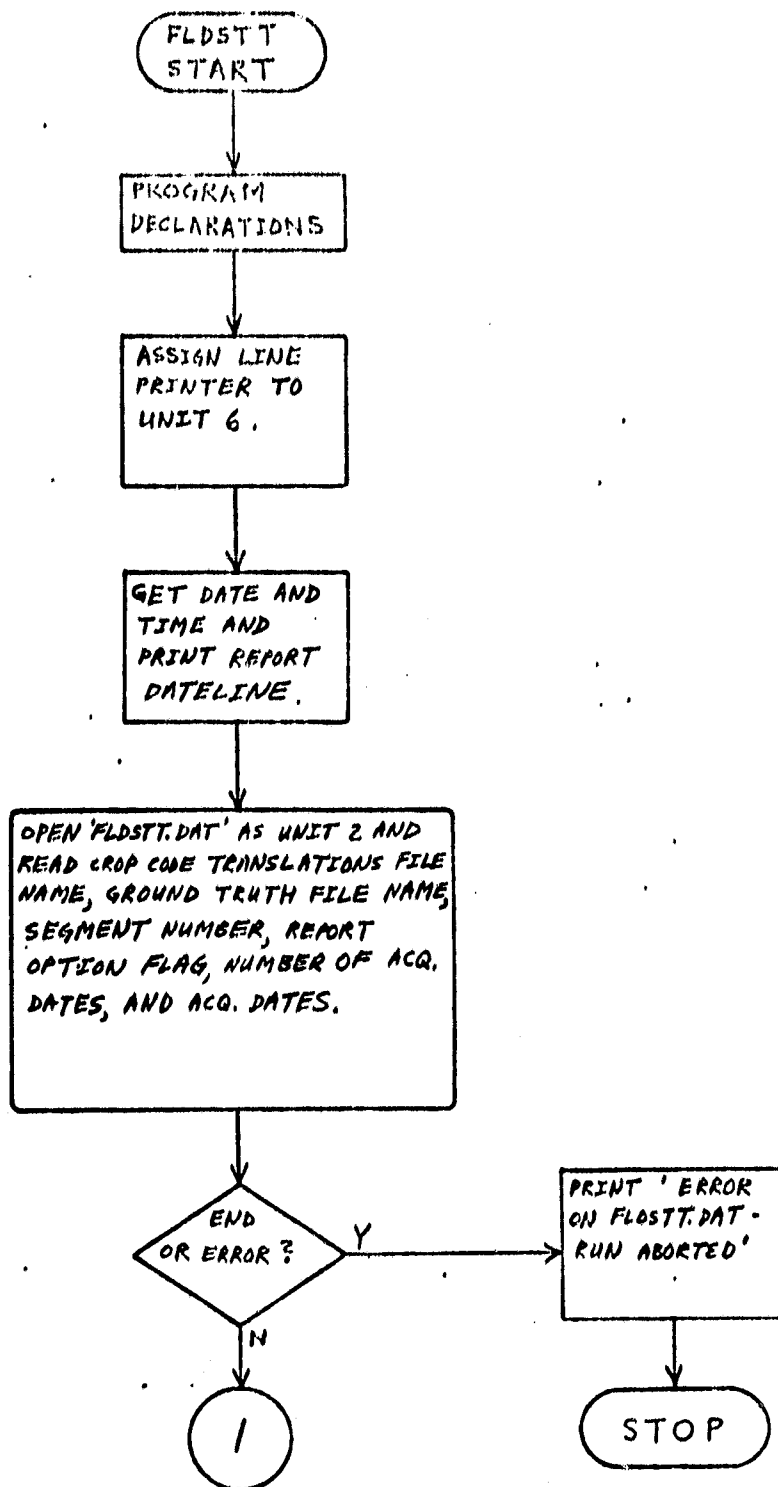 FLDSTT
START
PROGRAM
DECLARATIONS
ASSIGN LINE
PRINTER TO
UNIT 6.
GET DATE AND
TIME AND
PRINT REPORT
DATELINE.
OPEN 'FLDSTT.DAT' AS UNIT 2 AND
READ CROP CODE TRANSLATIONS FILE
NAME, GROUND TRUTH FILE NAME,
SEGMENT NUMBER, REPORT
OPTION FLAG, NUMBER OF ACQ.
DATES, AND ACQ. DATES.
END
OR ERROR?
Y
PRINT 'ERROR
ON FLDSTT.DAT-
RUN ABORTED'
N
1
STOP